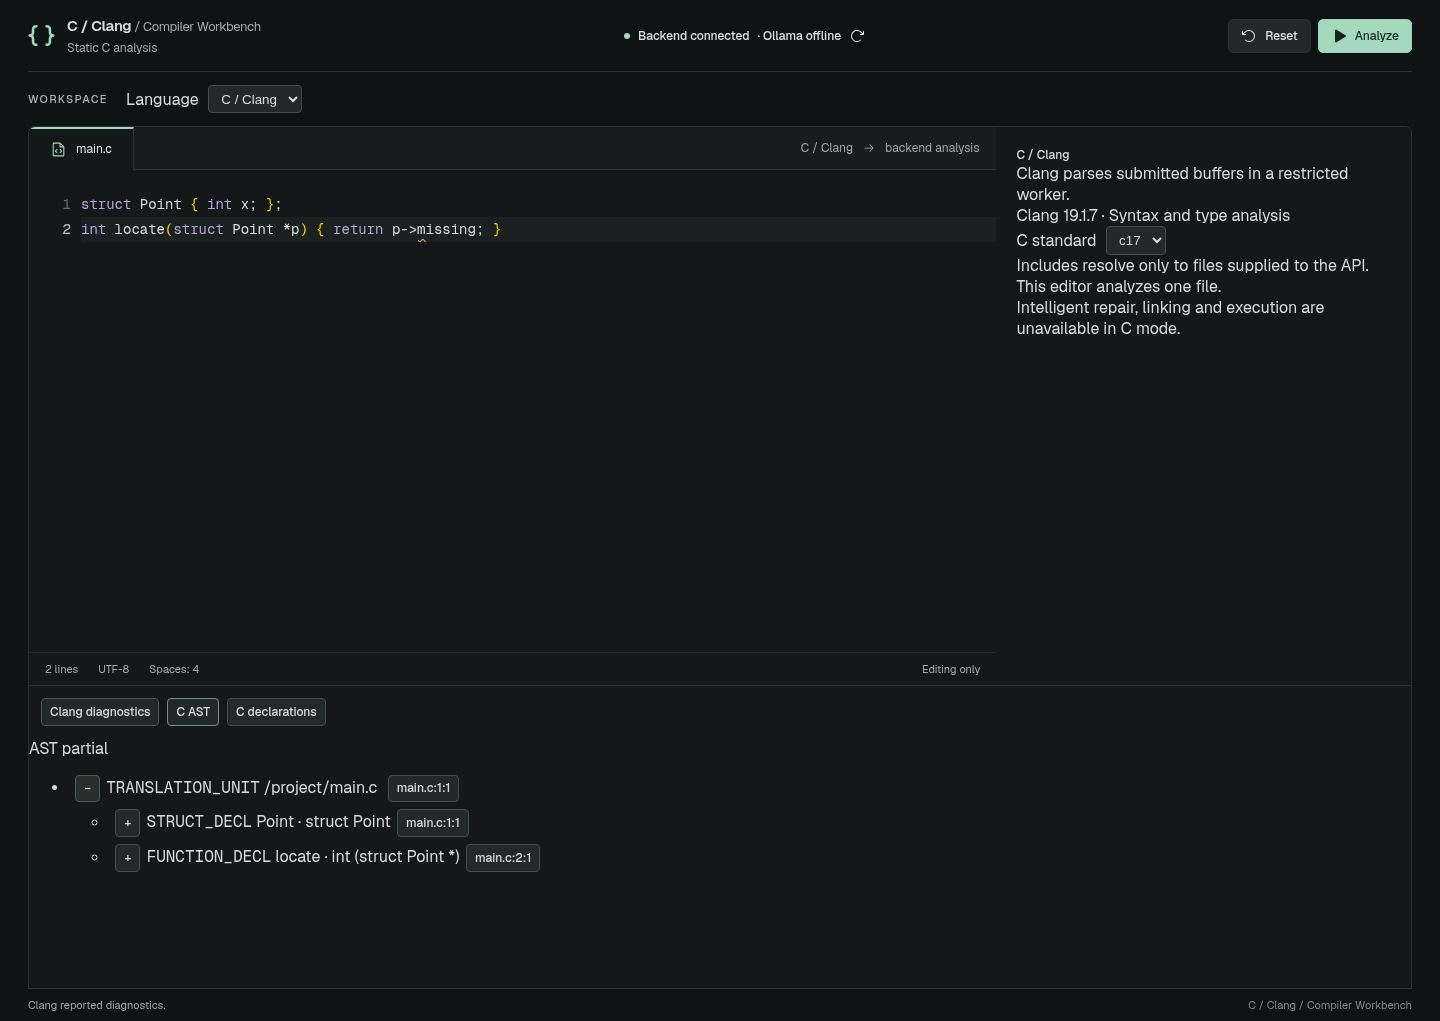 { } C / Clang / Compiler Workbench
Static C analysis
Backend connected · Ollama offline
Reset
Analyze
WORKSPACE Language C / Clang
main.c
C / Clang → backend analysis
1 struct Point { int x; };
2 int locate(struct Point *p) { return p->missing; }
2 lines UTF-8 Spaces: 4 Editing only
C / Clang
Clang parses submitted buffers in a restricted
worker.
Clang 19.1.7 · Syntax and type analysis
C standard c17
Includes resolve only to files supplied to the API.
This editor analyzes one file.
Intelligent repair, linking and execution are
unavailable in C mode.
Clang diagnostics C AST C declarations
AST partial
− TRANSLATION_UNIT /project/main.c main.c:1:1
+ STRUCT_DECL Point · struct Point main.c:1:1
+ FUNCTION_DECL locate · int (struct Point *) main.c:2:1
Clang reported diagnostics.
C / Clang / Compiler Workbench